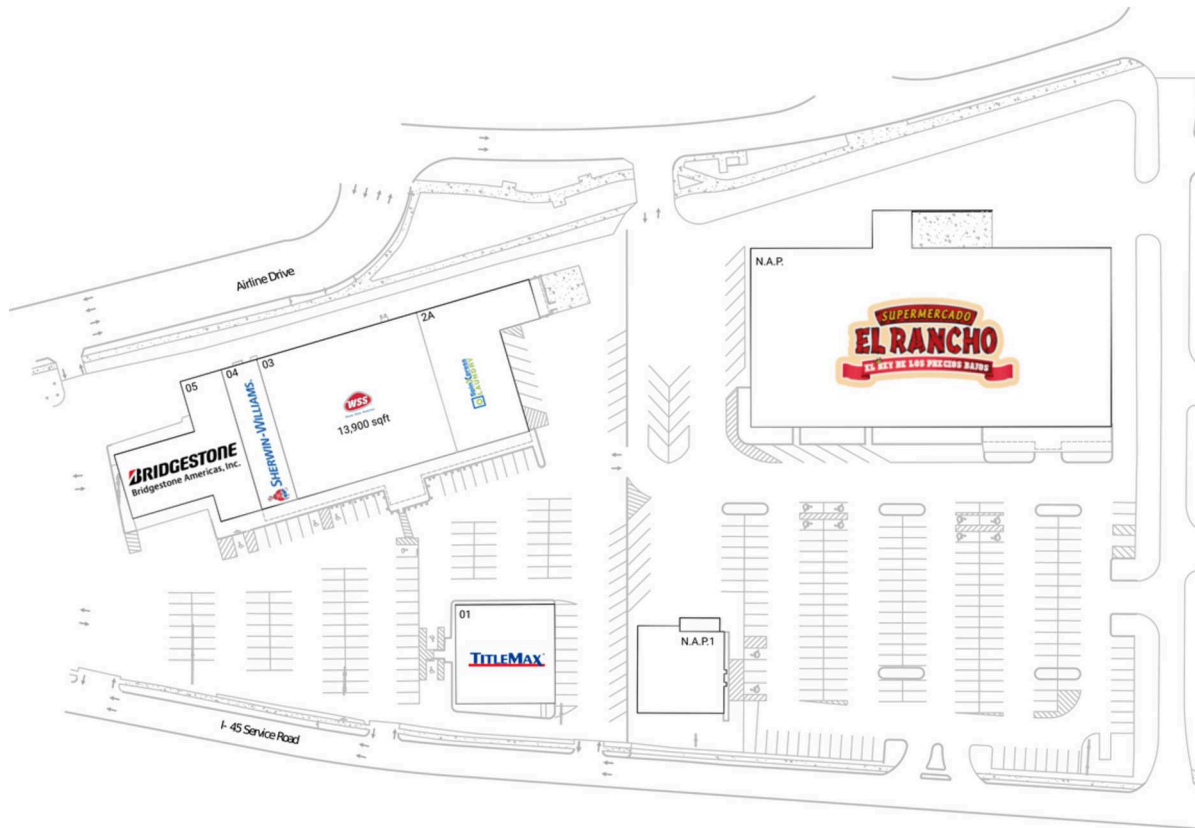 Airline Drive
N.A.P.
SUPERMERCADO
EL RANCHO
EL REY DE LOS PRECIOS BAJOS
2A
03
04
05
WSS
13,900 sqft
LAUNDRY
SHERWIN-WILLIAMS.
BRIDGESTONE
Bridgestone Americas, Inc.
01
TITLEMAX
N.A.P.1
I- 45 Service Road